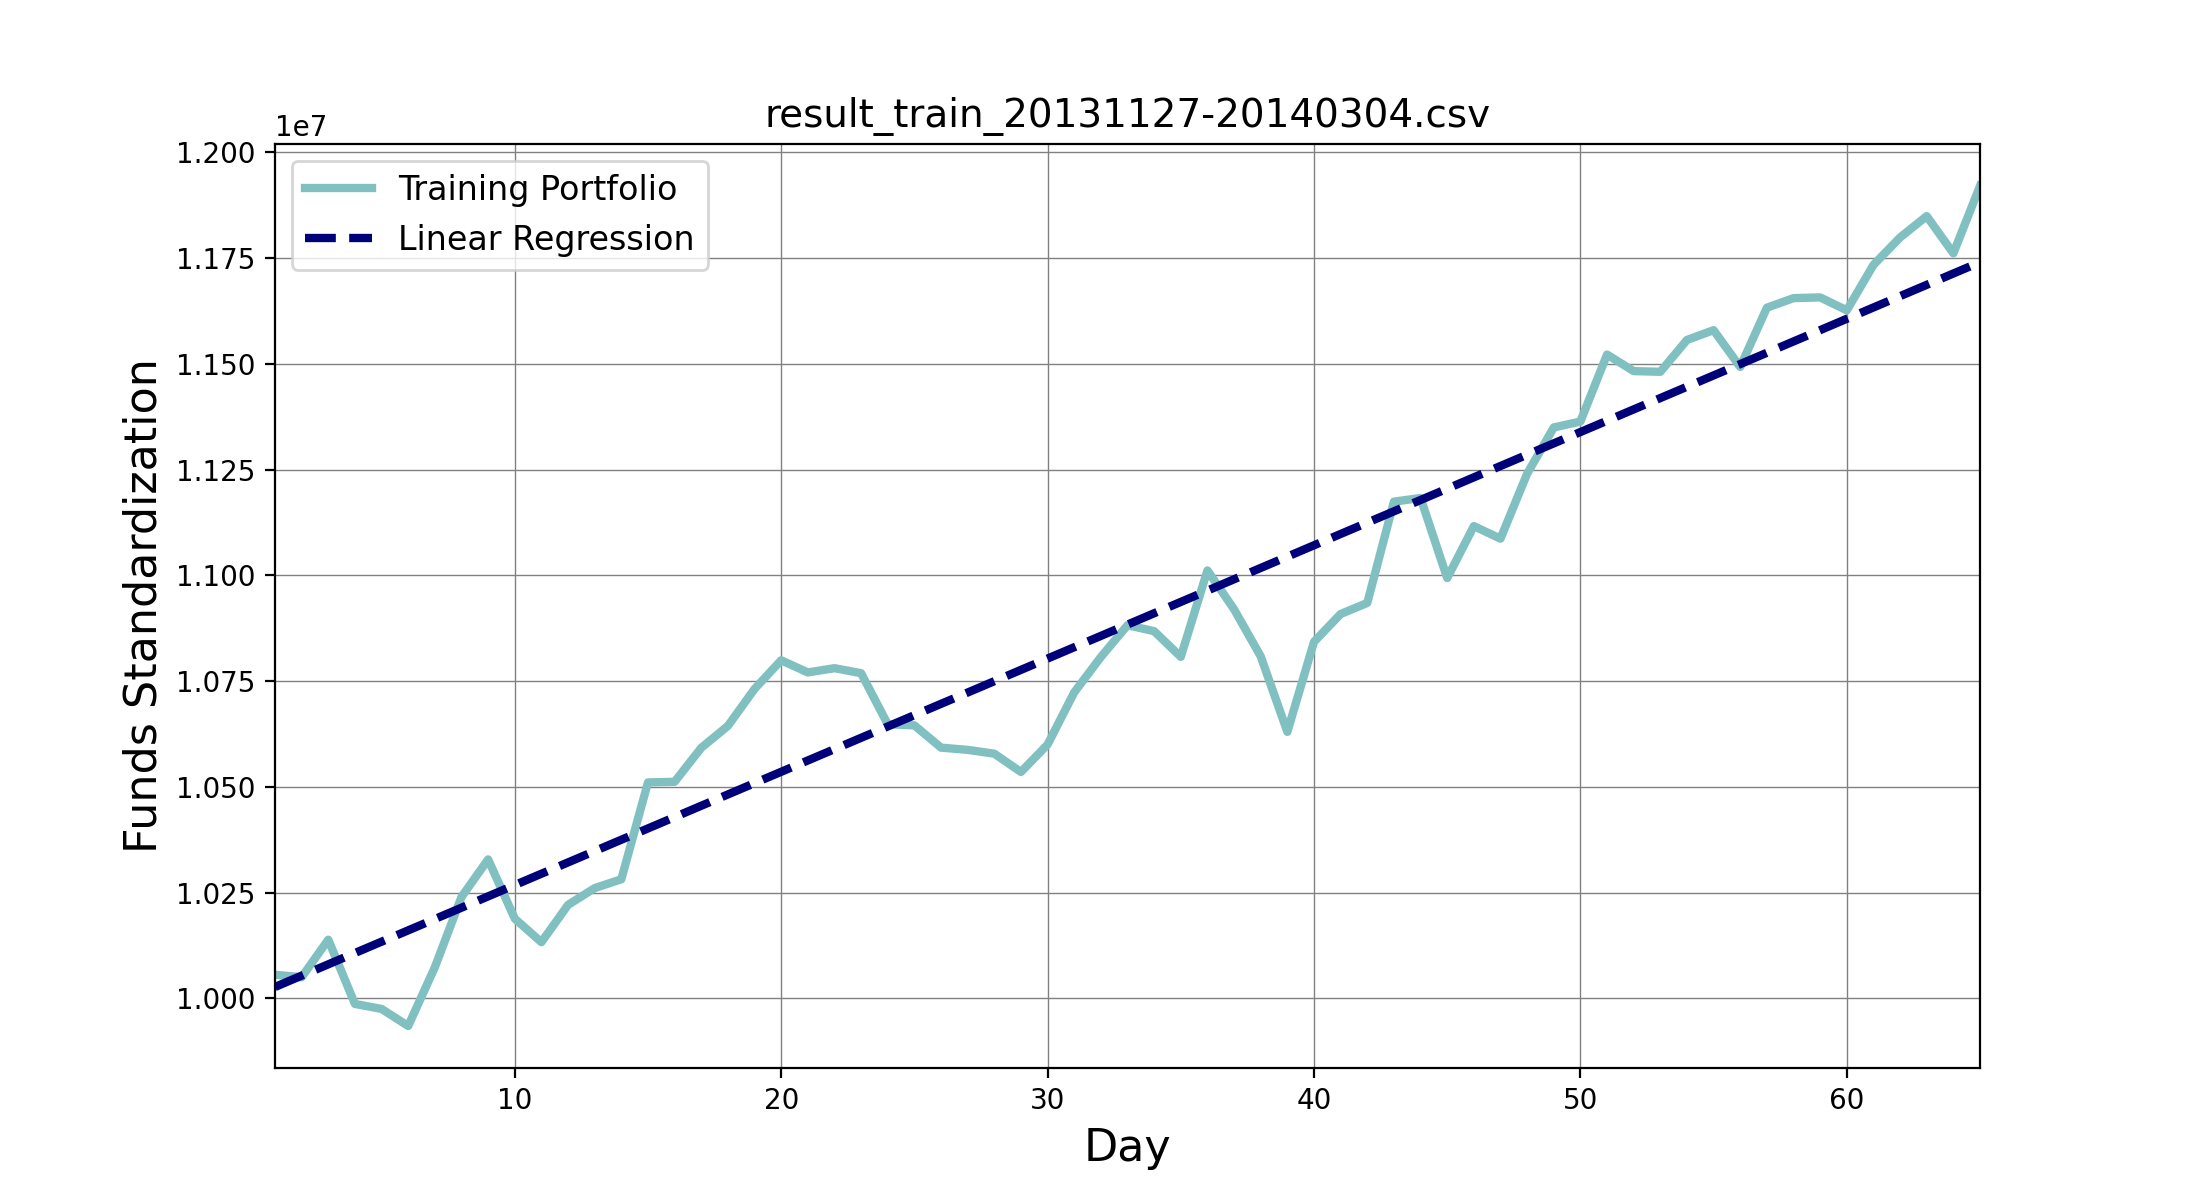 result_train_20131127-20140304.csv
1e7
1.200
1.175
1.150
1.125
1.100
1.075
1.050
1.025
1.000
Training Portfolio
Linear Regression
Funds Standardization
10 20 30 40 50 60
Day